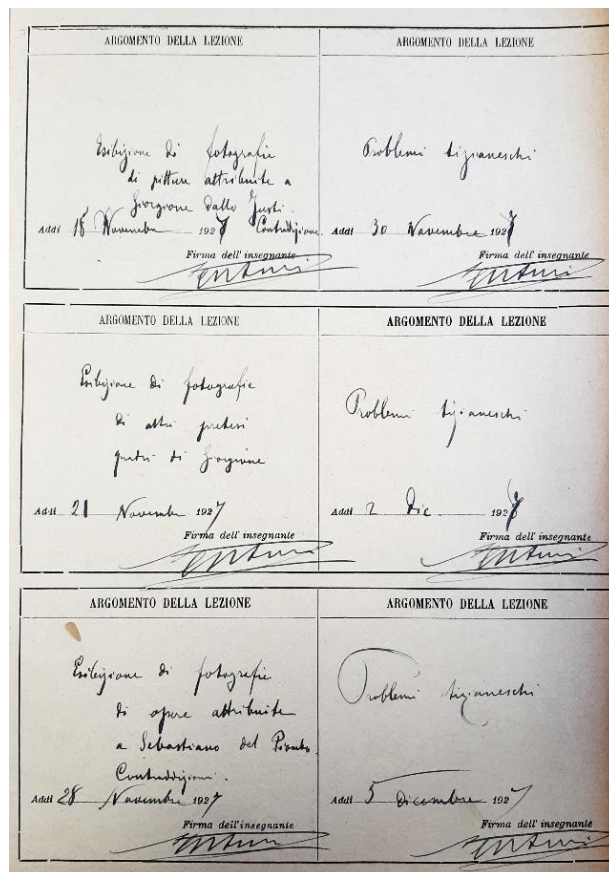 ARGOMENTO DELLA LEZIONE
Esibizione di fotografie
di pitture attribuite a
Giorgione dallo Justi.
Contraddizione.
Addì 18 Novembre 1927
Firma dell'insegnante
ARGOMENTO DELLA LEZIONE
Problemi tizianeschi
Addì 30 Novembre 1927
Firma dell'insegnante
ARGOMENTO DELLA LEZIONE
Esibizione di fotografie
di altri pretesi
quadri di Giorgione
Addì 21 Novembre 1927
Firma dell'insegnante
ARGOMENTO DELLA LEZIONE
Problemi tizianeschi
Addì 2 Dic. 1927
Firma dell'insegnante
ARGOMENTO DELLA LEZIONE
Esibizione di fotografie
di opere attribuite
a Sebastiano del Piombo.
Contraddizioni.
Addì 28 Novembre 1927
Firma dell'insegnante
ARGOMENTO DELLA LEZIONE
Problemi tizianeschi
Addì 5 dicembre 1927
Firma dell'insegnante